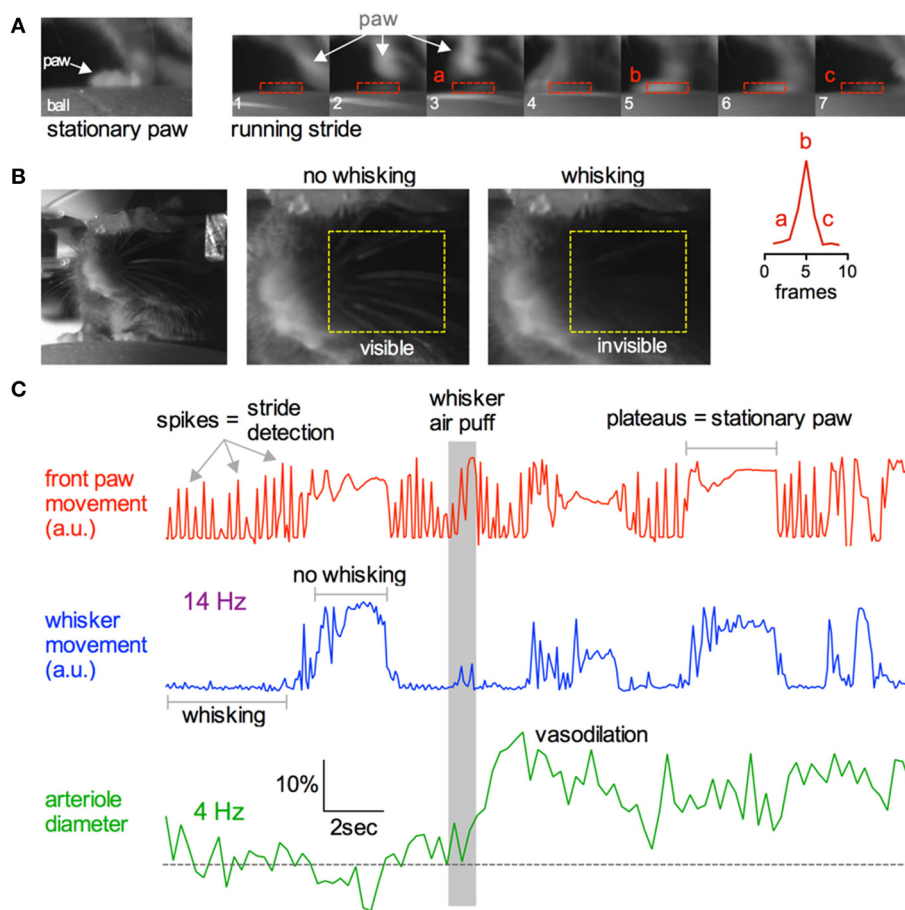 A
paw
paw
ball
a
b
c
1
2
3
4
5
6
7
stationary paw
running stride
B
no whisking
whisking
visible
invisible
b
a
c
0
5
10
frames
C
spikes = stride
detection
whisker
air puff
plateaus = stationary paw
front paw
movement
(a.u.)
no whisking
14 Hz
whisker
movement
(a.u.)
whisking
vasodilation
10%
2sec
arteriole
diameter
4 Hz